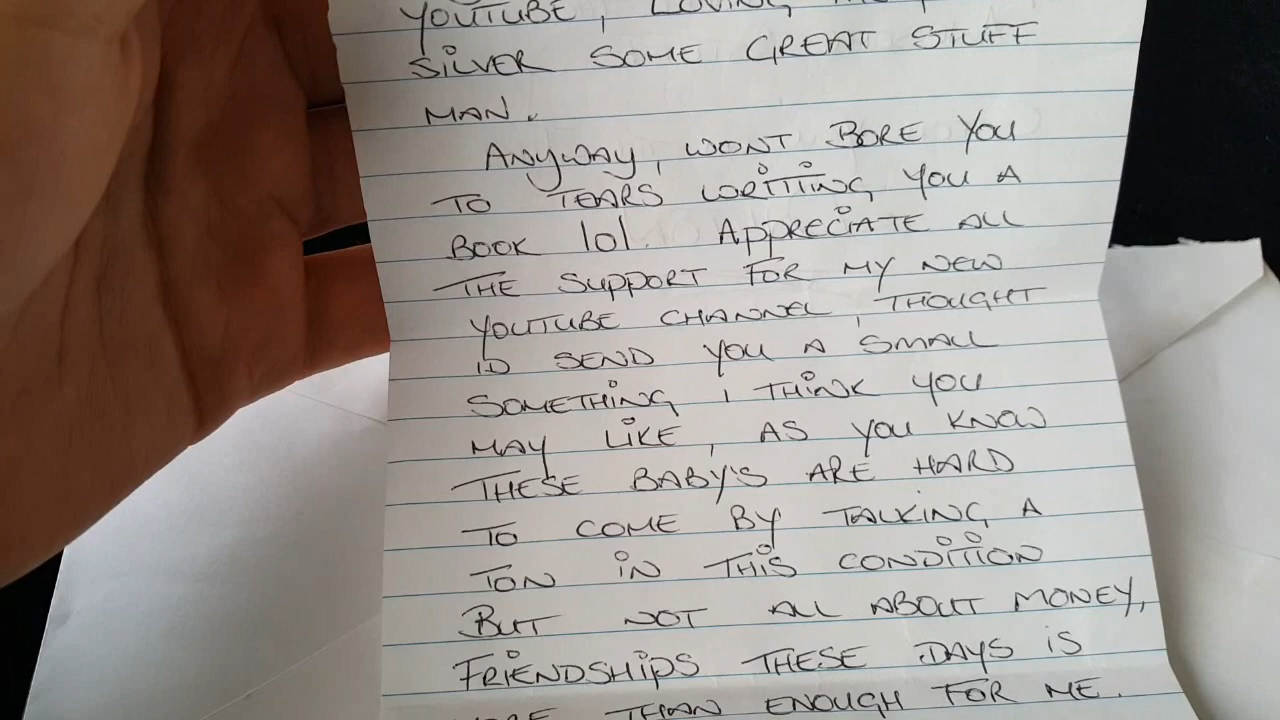 YOUTUBE, LOVING
SILVER SOME GREAT STUFF
MAN.
ANYWAY, WONT BORE YOU
TO TEARS WRITTING YOU A
BOOK lol. APPRECIATE ALL
THE SUPPORT FOR MY NEW
YOUTUBE CHANNEL, THOUGHT
ID SEND YOU A SMALL
SOMETHING I THINK YOU
MAY LIKE, AS YOU KNOW
THESE BABY'S ARE HARD
TO COME BY TALKING A
TON IN THIS CONDITION
BUT NOT ALL ABOUT MONEY,
FRIENDSHIPS THESE DAYS IS
THAN ENOUGH FOR ME.